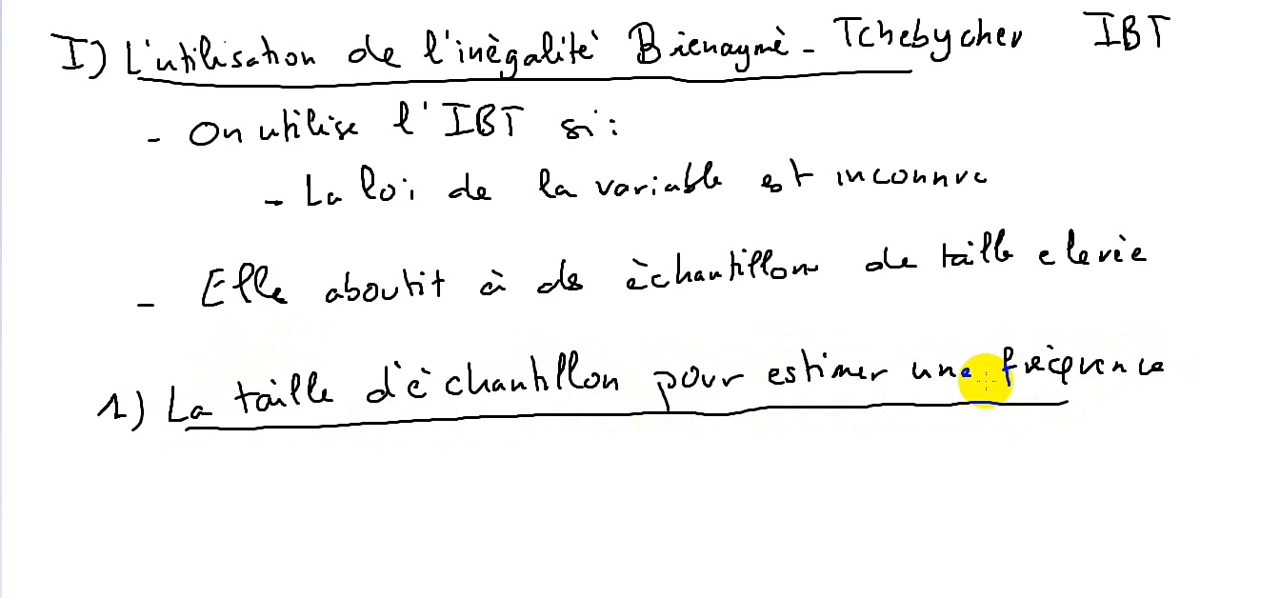 I) L'utilisation de l'inégalité Bienaymé - Tchebychev IBT
- On utilise l'IBT si :
- La loi de la variable est inconnue
- Elle aboutit à des échantillon de taille elevée
1) La taille d'échantillon pour estimer une fréquence